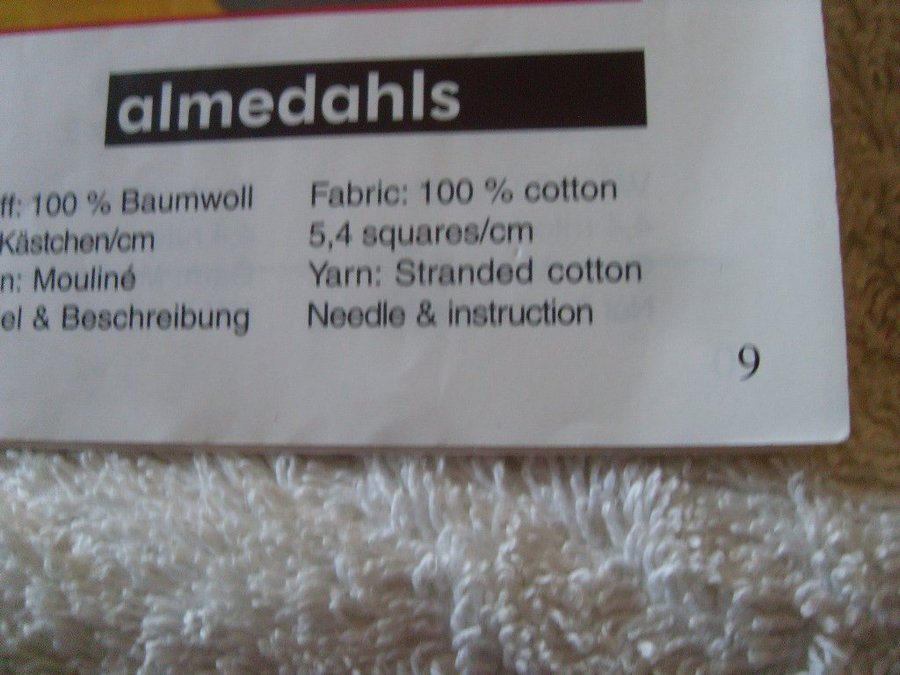 almedahls
ff: 100 % Baumwoll
Kästchen/cm
n: Mouliné
el & Beschreibung
Fabric: 100 % cotton
5,4 squares/cm
Yarn: Stranded cotton
Needle & instruction
9